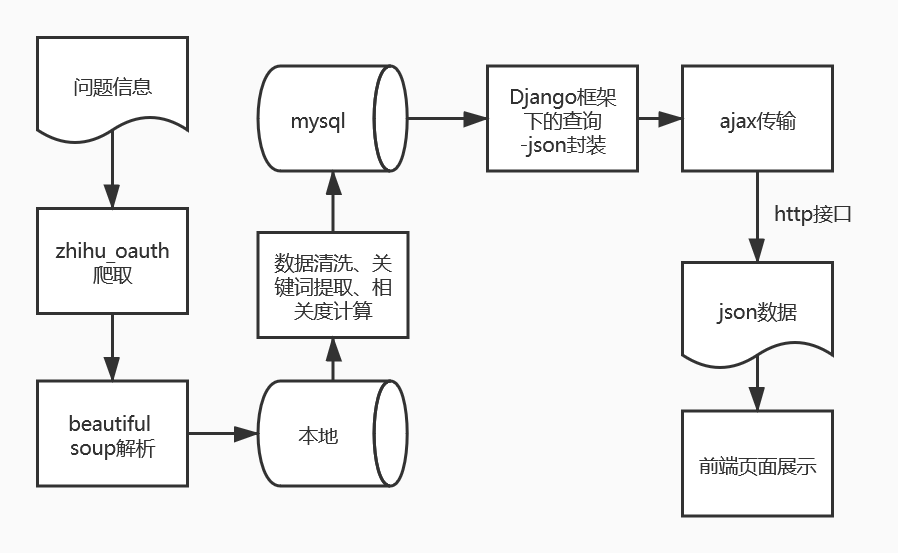 问题信息
zhihu_oauth
爬取
beautiful
soup解析
本地
数据清洗、关
键词提取、相
关度计算
mysql
Django框架
下的查询
-json封装
ajax传输
http接口
json数据
前端页面展示